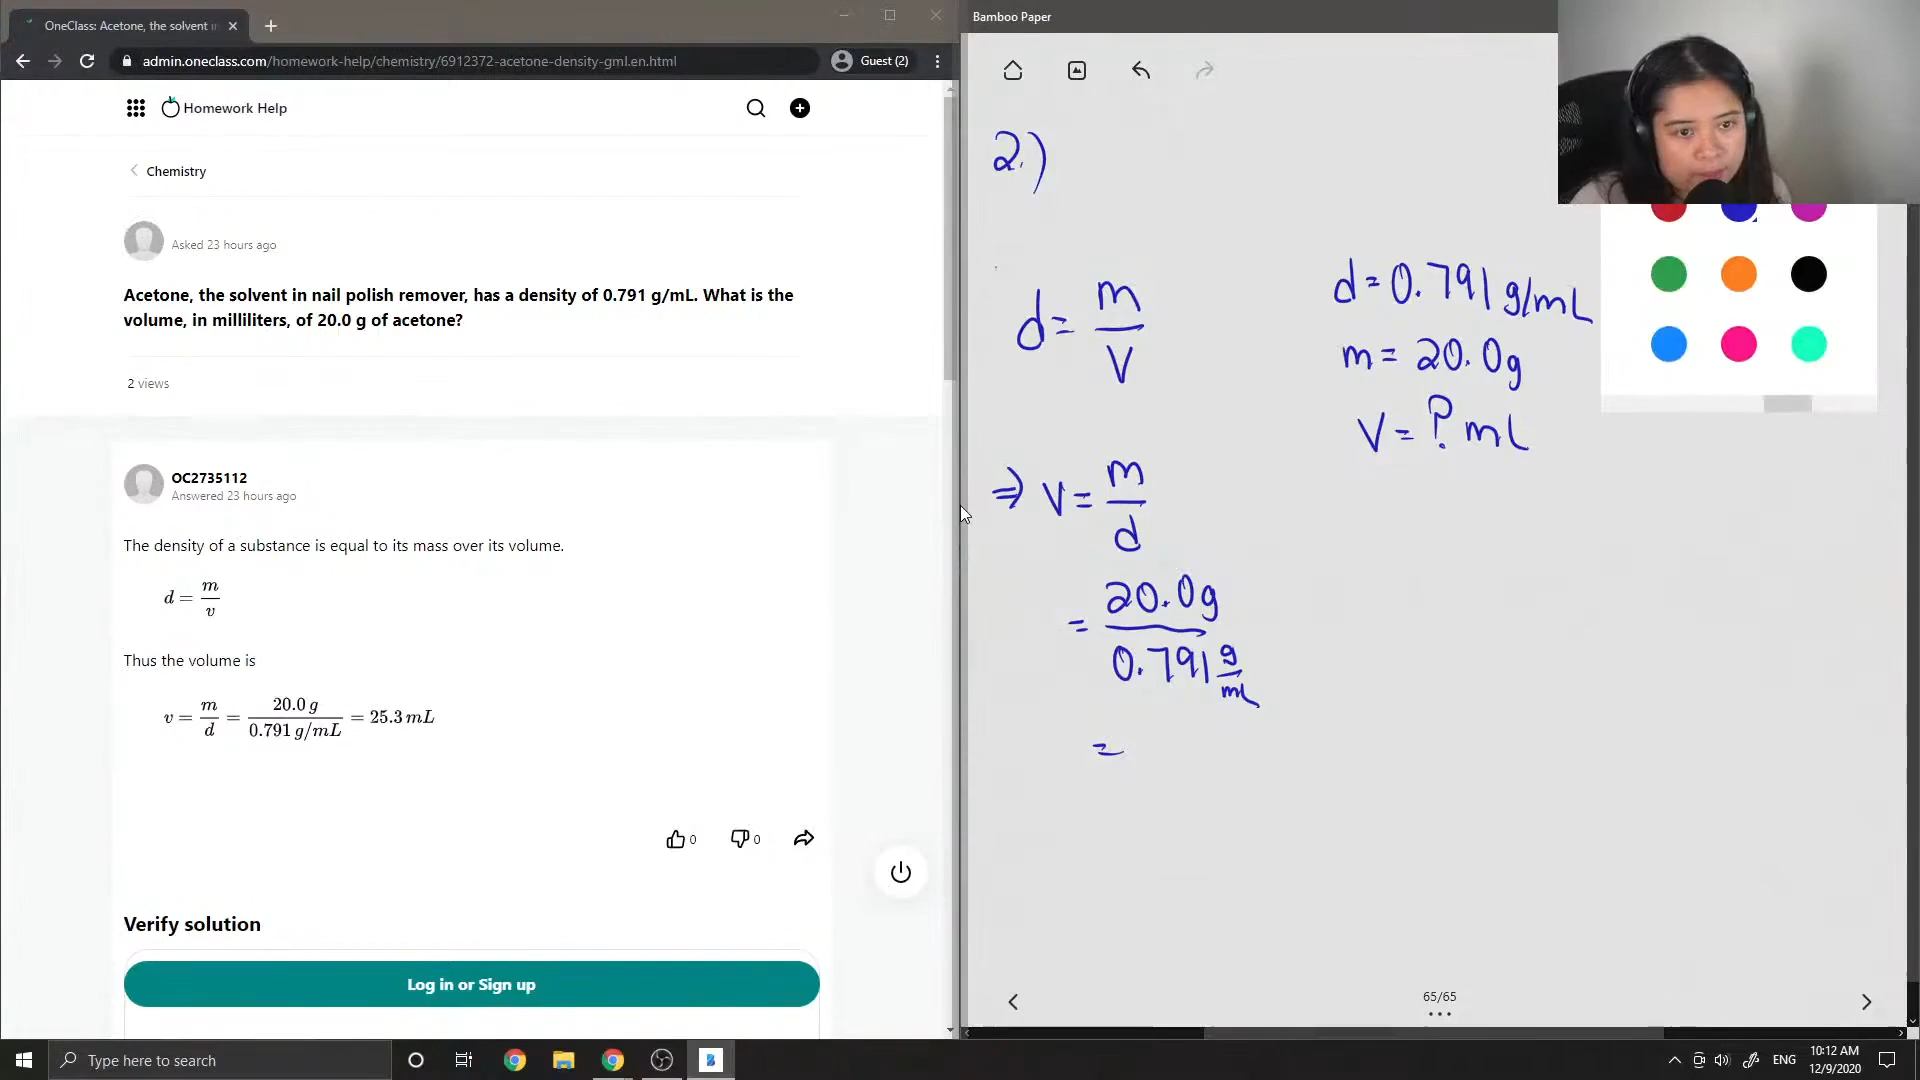 OneClass: Acetone, the solvent in
admin.oneclass.com/homework-help/chemistry/6912372-acetone-density-gml.en.html
Guest (2)
Homework Help
Chemistry
Asked 23 hours ago
Acetone, the solvent in nail polish remover, has a density of 0.791 g/mL. What is the
volume, in milliliters, of 20.0 g of acetone?
2 views
OC2735112
Answered 23 hours ago
The density of a substance is equal to its mass over its volume.
d = m/v
Thus the volume is
v = m/d = 20.0 g / 0.791 g/mL = 25.3 mL
0
0
Verify solution
Log in or Sign up
Bamboo Paper
2.)
d = m/V
d = 0.791 g/mL
m = 20.0g
V = ? mL
⇒ V = m/d
= 20.0g / 0.791 g/mL
=
65/65
Type here to search
ENG
10:12 AM
12/9/2020